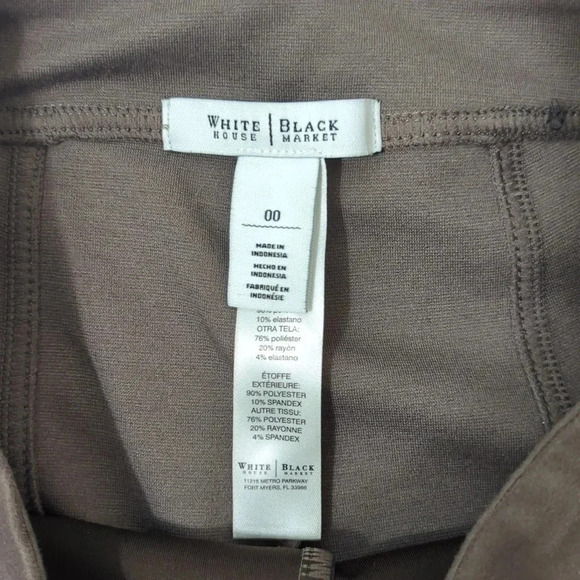 WHITE | BLACK
HOUSE | MARKET
00
MADE IN
INDONESIA
HECHO EN
INDONESIA
FABRIQUÉ EN
INDONÉSIE
10% elastano
OTRA TELA:
76% poliéster
20% rayón
4% elastano
ÉTOFFE
EXTÉRIEURE:
90% POLYESTER
10% SPANDEX
AUTRE TISSU:
76% POLYESTER
20% RAYONNE
4% SPANDEX
WHITE | BLACK
HOUSE | MARKET
11215 METRO PARKWAY
FORT MYERS, FL 33966